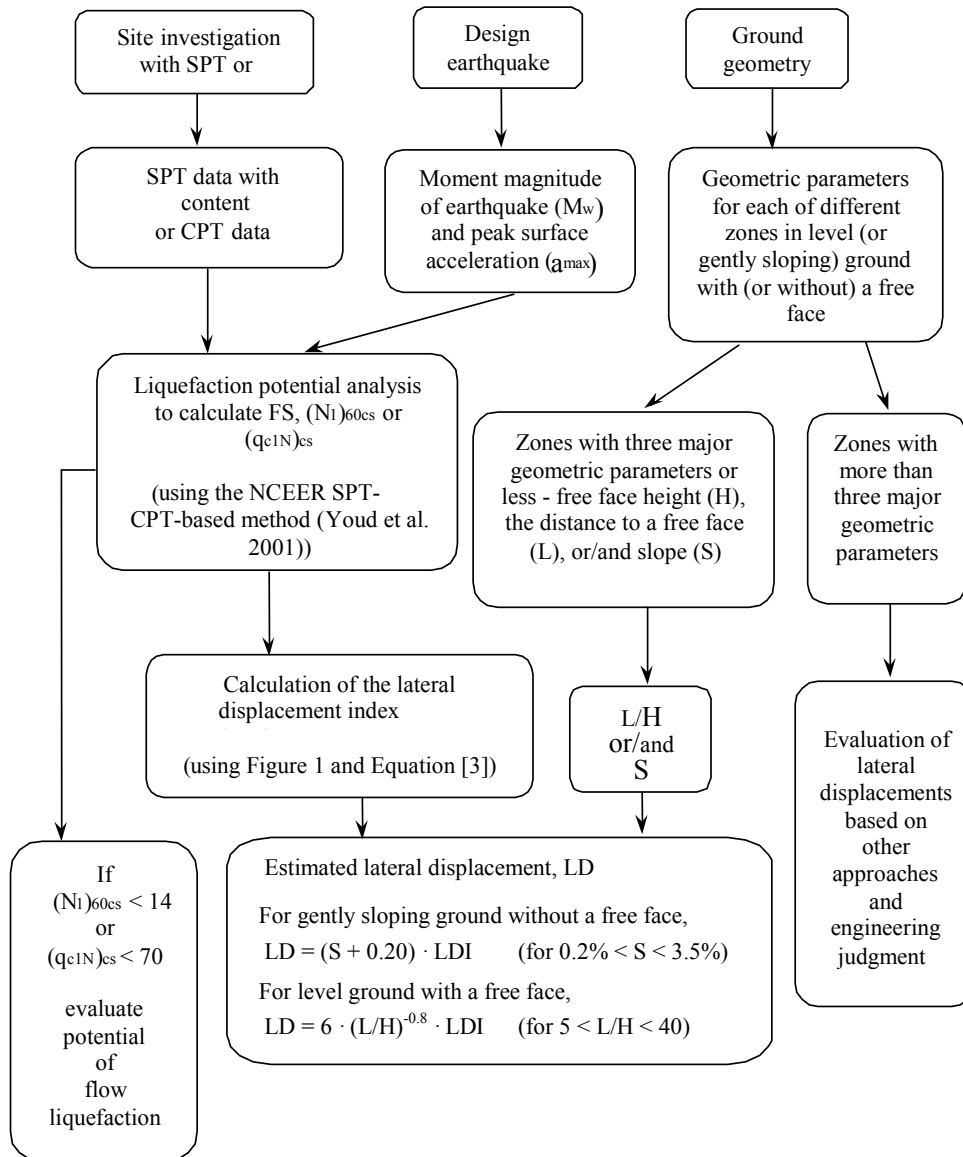 Site investigation
with SPT or
Design
earthquake
Ground
geometry
SPT data with
content
or CPT data
Moment magnitude
of earthquake (Mw)
and peak surface
acceleration (amax)
Geometric parameters
for each of different
zones in level (or
gently sloping) ground
with (or without) a free
face
Liquefaction potential analysis
to calculate FS, (N1)60cs or
(qc1N)cs
(using the NCEER SPT-
CPT-based method (Youd et al.
2001))
Zones with three major
geometric parameters or
less - free face height (H),
the distance to a free face
(L), or/and slope (S)
Zones with
more than
three major
geometric
parameters
Calculation of the lateral
displacement index
(using Figure 1 and Equation [3])
L/H
or/and
S
Evaluation of
lateral
displacements
based on
other
approaches
and
engineering
judgment
If
(N1)60cs < 14
or
(qc1N)cs < 70
evaluate
potential
of
flow
liquefaction
Estimated lateral displacement, LD
For gently sloping ground without a free face,
LD = (S + 0.20) · LDI (for 0.2% < S < 3.5%)
For level ground with a free face,
LD = 6 · (L/H)^-0.8 · LDI (for 5 < L/H < 40)